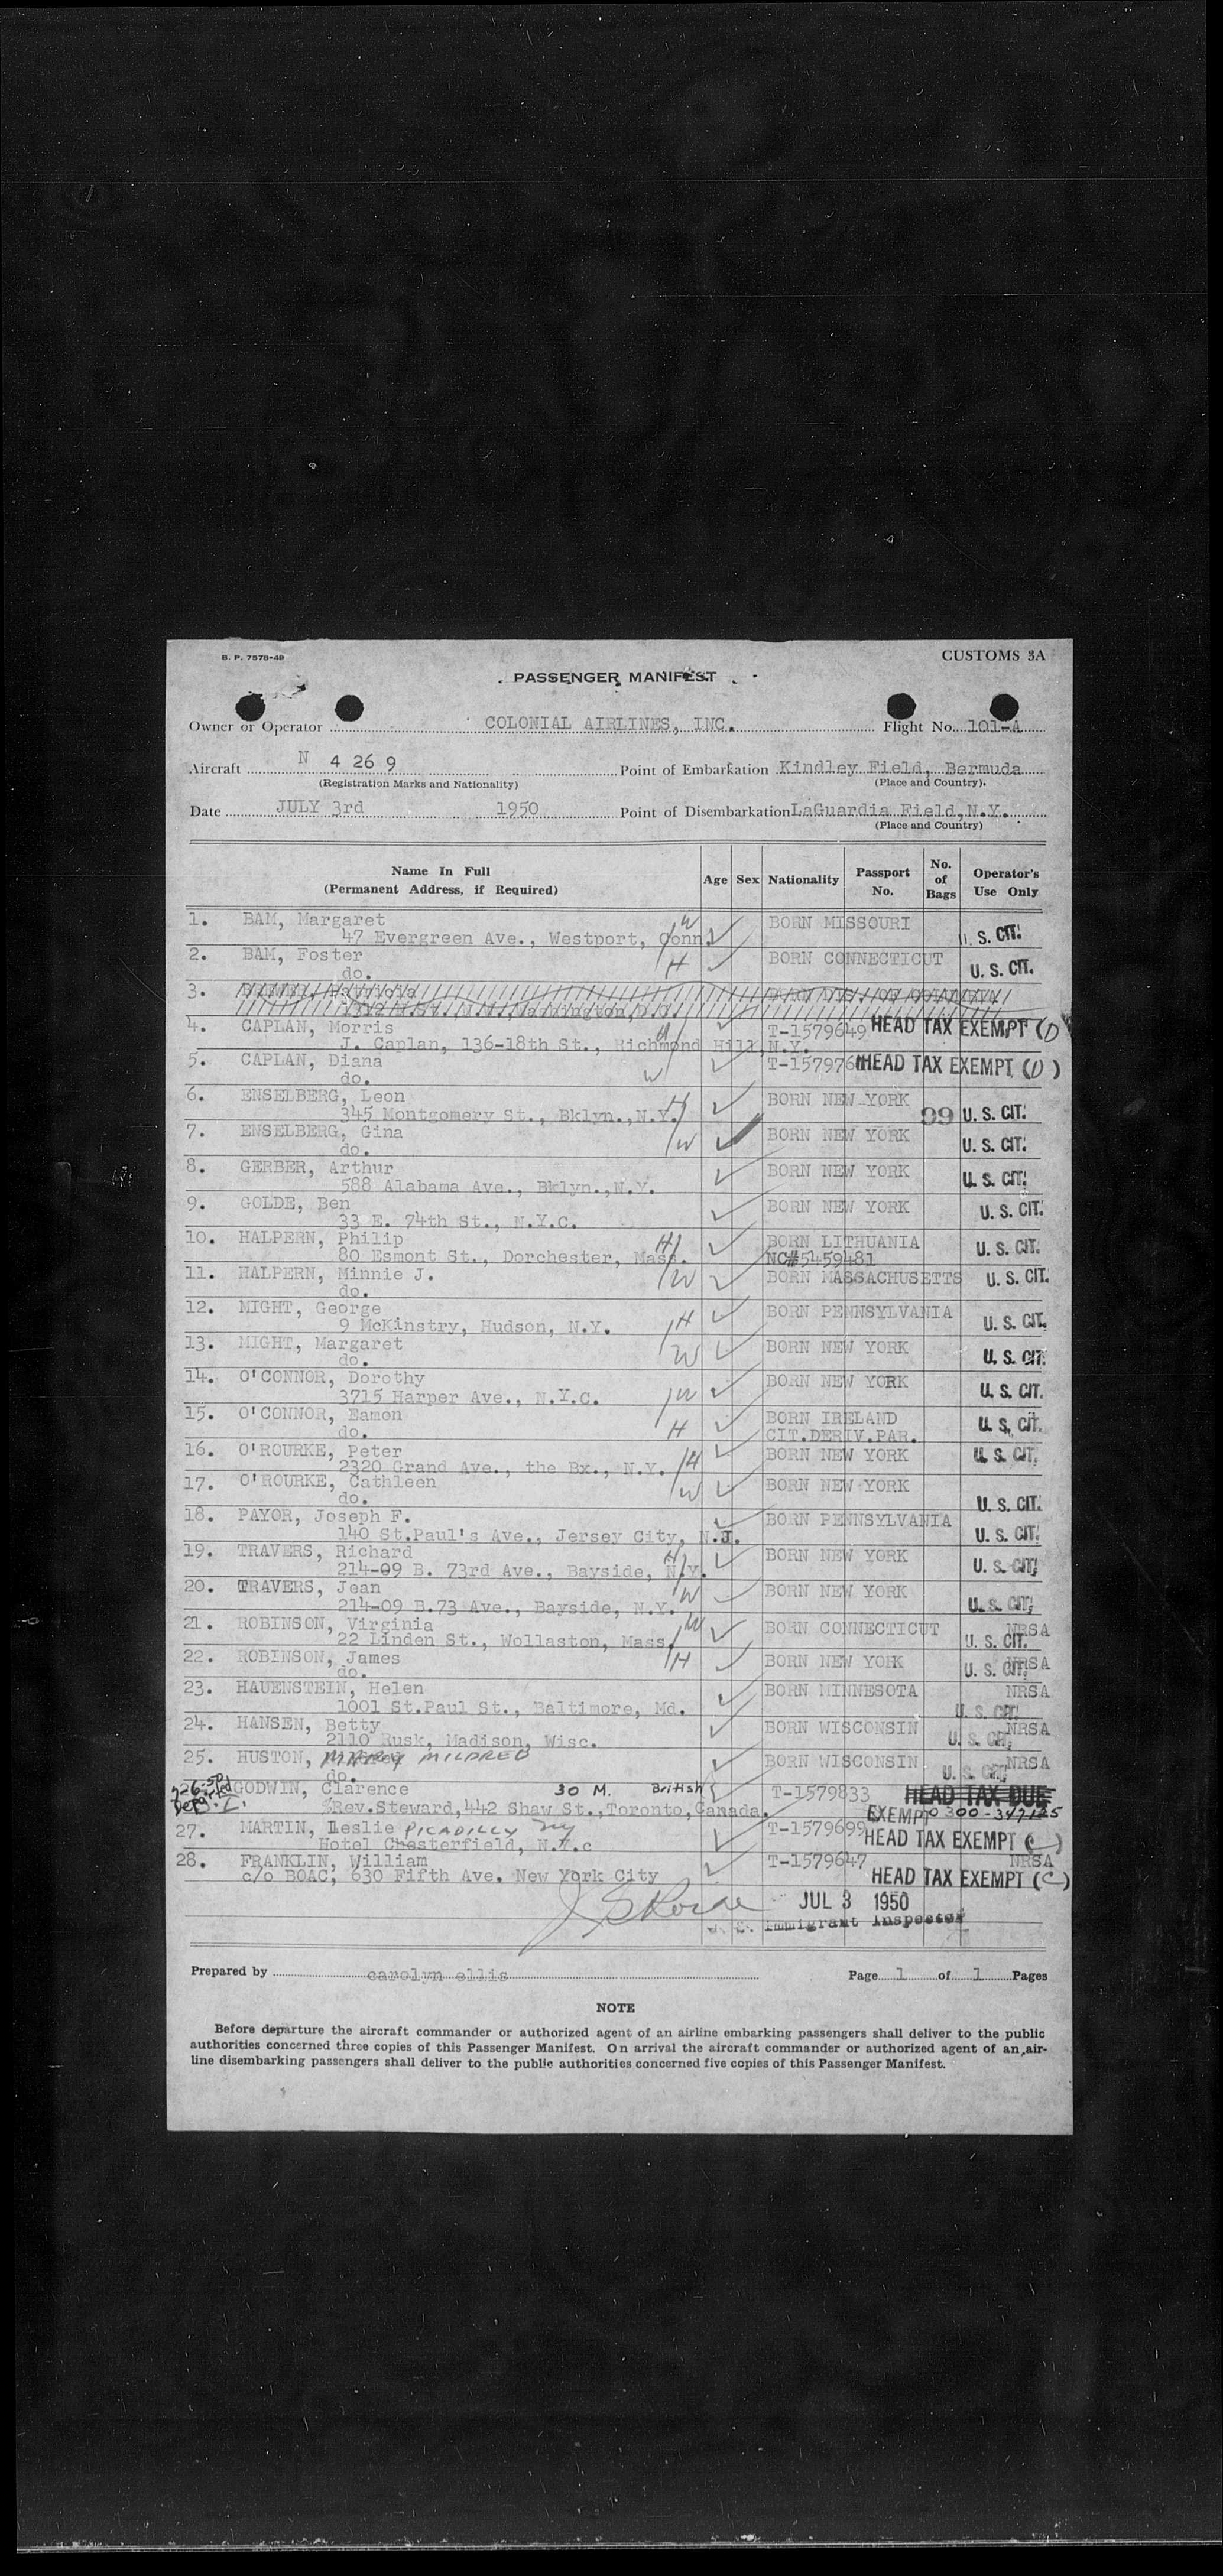 B. P. 7578-49
CUSTOMS 3A
PASSENGER MANIFEST
Owner or Operator COLONIAL AIRLINES, INC. Flight No. 101-A
Aircraft N 4 26 9 Point of Embarkation Kindley Field, Bermuda
(Registration Marks and Nationality) (Place and Country).
Date JULY 3rd 1950 Point of Disembarkation LaGuardia Field, N.Y.
(Place and Country)
Name In Full (Permanent Address, if Required) Age Sex Nationality Passport No. No. of Bags Operator's Use Only
1. BAM, Margaret W BORN MISSOURI
47 Evergreen Ave., Westport, Conn. U. S. CIT.
2. BAM, Foster H BORN CONNECTICUT
do. U. S. CIT.
3.
Washington, D.C.
4. CAPLAN, Morris T-1579649 HEAD TAX EXEMPT (D)
J. Caplan, 136-18th St., Richmond Hill, N.Y.
5. CAPLAN, Diana T-157976 HEAD TAX EXEMPT (D)
do. W
6. ENSELBERG, Leon H BORN NEW YORK
345 Montgomery St., Bklyn.,N.Y. 99 U. S. CIT.
7. ENSELBERG, Gina W BORN NEW YORK
do. U. S. CIT.
8. GERBER, Arthur BORN NEW YORK
588 Alabama Ave., Bklyn.,N.Y. U. S. CIT.
9. GOLDE, Ben BORN NEW YORK
33 E. 74th St., N.Y.C. U. S. CIT.
10. HALPERN, Philip H BORN LITHUANIA
80 Esmont St., Dorchester, Mass. NC#5459481 U. S. CIT.
11. HALPERN, Minnie J. W BORN MASSACHUSETTS U. S. CIT.
do.
12. MIGHT, George H BORN PENNSYLVANIA
9 McKinstry, Hudson, N.Y. U. S. CIT.
13. MIGHT, Margaret W BORN NEW YORK
do. U. S. CIT.
14. O'CONNOR, Dorothy W BORN NEW YORK
3715 Harper Ave., N.Y.C. U. S. CIT.
15. O'CONNOR, Eamon H BORN IRELAND
do. CIT.DERIV.PAR. U. S. CIT.
16. O'ROURKE, Peter H BORN NEW YORK U. S. CIT.
2320 Grand Ave., the Bx., N.Y.
17. O'ROURKE, Cathleen W BORN NEW YORK
do. U. S. CIT.
18. PAYOR, Joseph F. BORN PENNSYLVANIA
140 St.Paul's Ave., Jersey City, N.J. U. S. CIT.
19. TRAVERS, Richard H BORN NEW YORK
214-09 B. 73rd Ave., Bayside, N.Y. U. S. CIT.
20. TRAVERS, Jean W BORN NEW YORK
214-09 B.73 Ave., Bayside, N.Y. U. S. CIT.
21. ROBINSON, Virginia W BORN CONNECTICUT NRSA
22 Linden St., Wollaston, Mass. U. S. CIT.
22. ROBINSON, James H BORN NEW YORK NRSA
do. U. S. CIT.
23. HAUENSTEIN, Helen BORN MINNESOTA NRSA
1001 St.Paul St., Baltimore, Md. U. S. CIT.
24. HANSEN, Betty BORN WISCONSIN NRSA
2110 Rusk, Madison, Wisc. U. S. CIT.
25. HUSTON, MILDRED BORN WISCONSIN NRSA
do. U. S. CIT.
7-6-50 Departed GODWIN, Clarence 30 M. British T-1579833 HEAD TAX DUE
%Rev.Steward,442 Shaw St.,Toronto,Canada. EXEMPT 0300-347125
27. MARTIN, Leslie PICADILLY NY T-1579699
Hotel Chesterfield, N.Y.c HEAD TAX EXEMPT (C)
28. FRANKLIN, William T-1579647 NRSA
c/o BOAC, 630 Fifth Ave. New York City HEAD TAX EXEMPT (C)
JUL 3 1950
U. S. Immigrant Inspector
Prepared by carolyn ellis Page 1 of 1 Pages
NOTE
Before departure the aircraft commander or authorized agent of an airline embarking passengers shall deliver to the public
authorities concerned three copies of this Passenger Manifest. On arrival the aircraft commander or authorized agent of an air-
line disembarking passengers shall deliver to the public authorities concerned five copies of this Passenger Manifest.